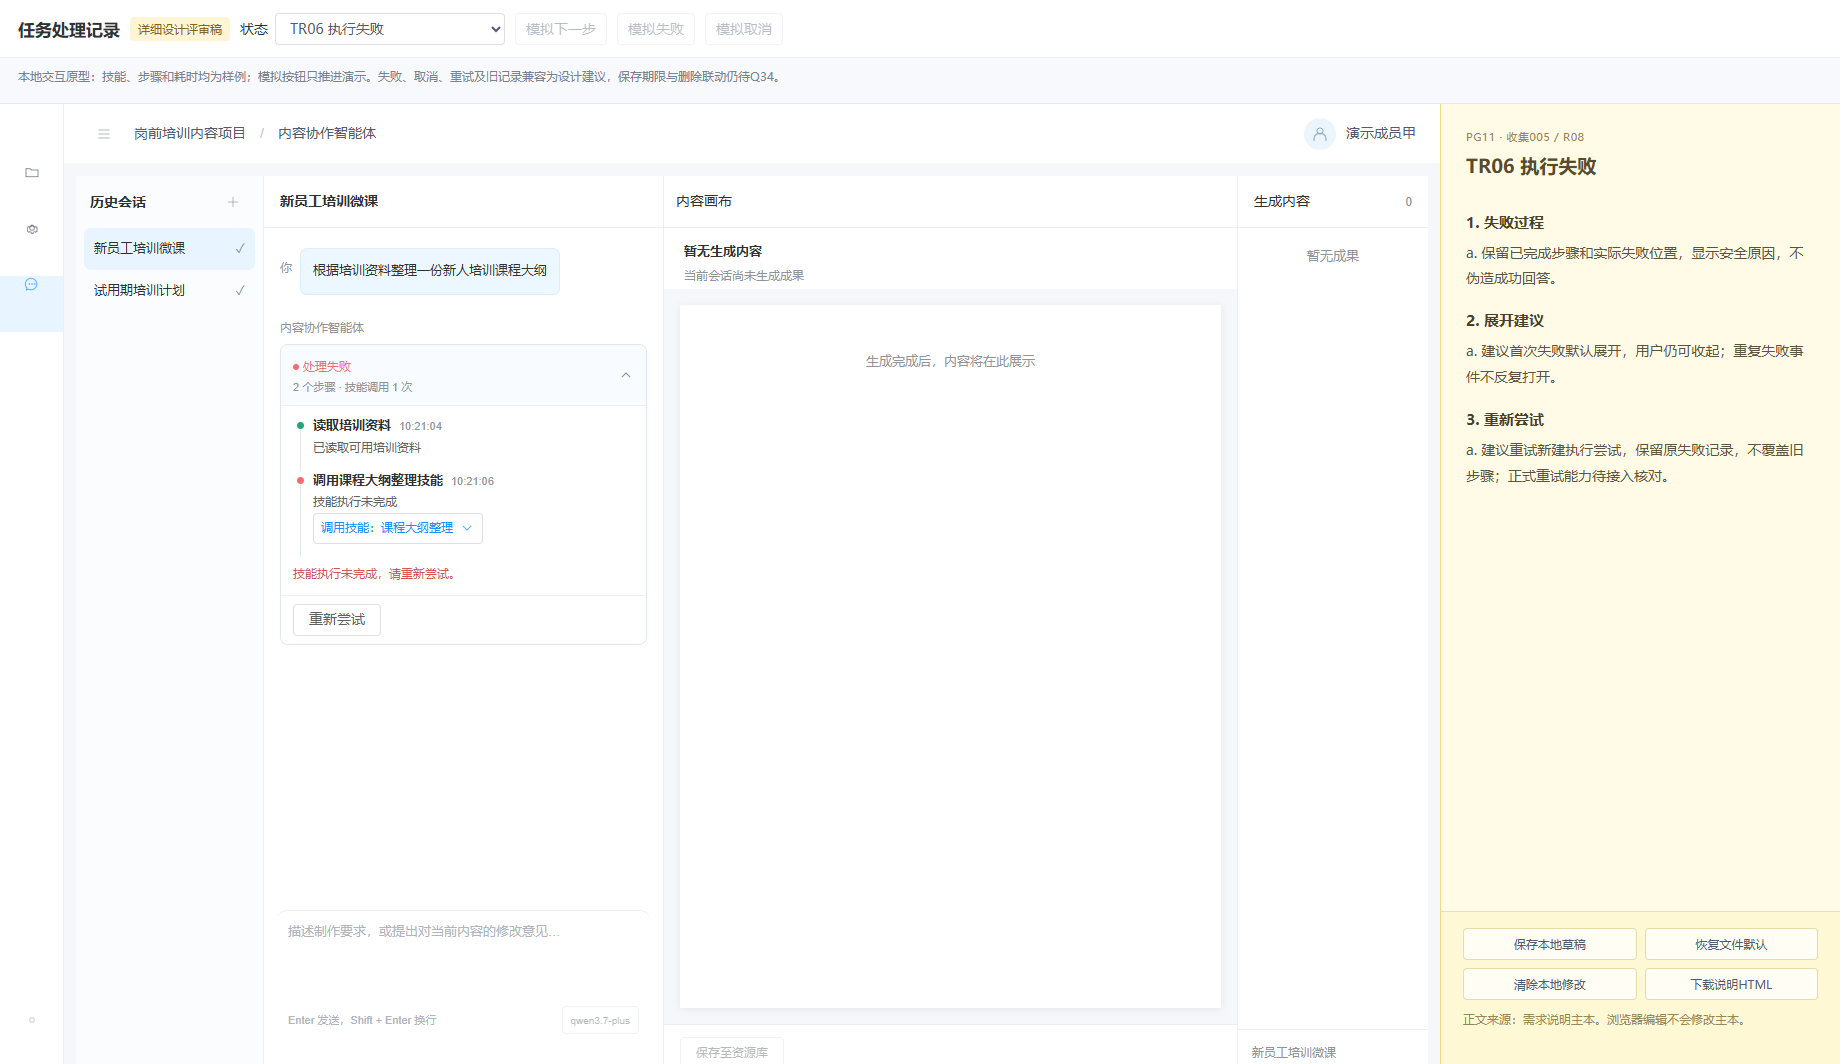 任务处理记录
详细设计评审稿
状态
TR06 执行失败
模拟下一步
模拟失败
模拟取消
本地交互原型：技能、步骤和耗时均为样例；模拟按钮只推进演示。失败、取消、重试及旧记录兼容为设计建议，保存期限与删除联动仍待Q34。
岗前培训内容项目 / 内容协作智能体
演示成员甲
历史会话
新员工培训微课
试用期培训计划
新员工培训微课
你
根据培训资料整理一份新人培训课程大纲
内容协作智能体
处理失败
2 个步骤 · 技能调用 1 次
读取培训资料 10:21:04
已读取可用培训资料
调用课程大纲整理技能 10:21:06
技能执行未完成
调用技能：课程大纲整理
技能执行未完成，请重新尝试。
重新尝试
描述制作要求，或提出对当前内容的修改意见...
Enter 发送，Shift + Enter 换行
qwen3.7-plus
内容画布
暂无生成内容
当前会话尚未生成成果
生成完成后，内容将在此展示
保存至资源库
生成内容 0
暂无成果
新员工培训微课
PG11 · 收集005 / R08
TR06 执行失败
1. 失败过程
a. 保留已完成步骤和实际失败位置，显示安全原因，不
伪造成功回答。
2. 展开建议
a. 建议首次失败默认展开，用户仍可收起；重复失败事
件不反复打开。
3. 重新尝试
a. 建议重试新建执行尝试，保留原失败记录，不覆盖旧
步骤；正式重试能力待接入核对。
保存本地草稿
恢复文件默认
清除本地修改
下载说明HTML
正文来源：需求说明主本。浏览器编辑不会修改主本。